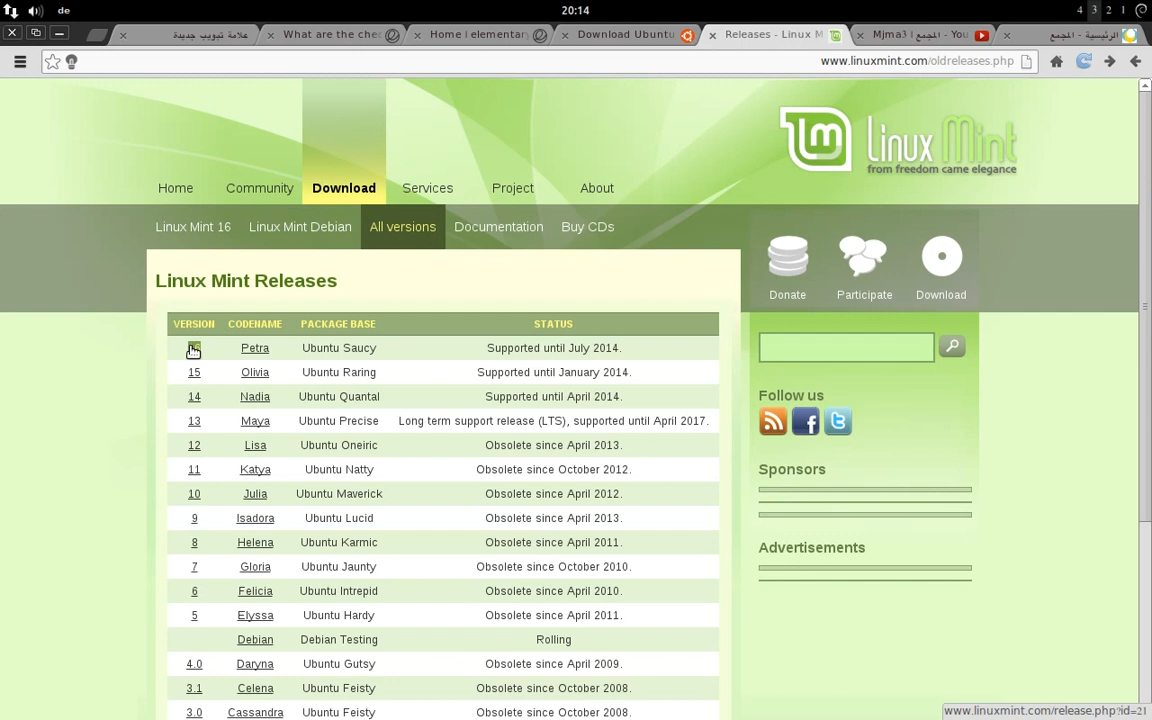 de
20:14
4 3 2 1
علامة تبويب جديدة
What are the chec
Home | elementary
Download Ubuntu
Releases - Linux M
Mjma3 | المجمع - You
الرئيسية - المجمع
www.linuxmint.com/oldreleases.php
Linux Mint
from freedom came elegance
Home Community Download Services Project About
Linux Mint 16 Linux Mint Debian All versions Documentation Buy CDs
Donate Participate Download
Linux Mint Releases
VERSION CODENAME PACKAGE BASE STATUS
Petra Ubuntu Saucy Supported until July 2014.
15 Olivia Ubuntu Raring Supported until January 2014.
14 Nadia Ubuntu Quantal Supported until April 2014.
13 Maya Ubuntu Precise Long term support release (LTS), supported until April 2017.
12 Lisa Ubuntu Oneiric Obsolete since April 2013.
11 Katya Ubuntu Natty Obsolete since October 2012.
10 Julia Ubuntu Maverick Obsolete since April 2012.
9 Isadora Ubuntu Lucid Obsolete since April 2013.
8 Helena Ubuntu Karmic Obsolete since April 2011.
7 Gloria Ubuntu Jaunty Obsolete since October 2010.
6 Felicia Ubuntu Intrepid Obsolete since April 2010.
5 Elyssa Ubuntu Hardy Obsolete since April 2011.
Debian Debian Testing Rolling
4.0 Daryna Ubuntu Gutsy Obsolete since April 2009.
3.1 Celena Ubuntu Feisty Obsolete since October 2008.
3.0 Cassandra Ubuntu Feisty Obsolete since October 2008.
Follow us
Sponsors
Advertisements
www.linuxmint.com/release.php?id=21